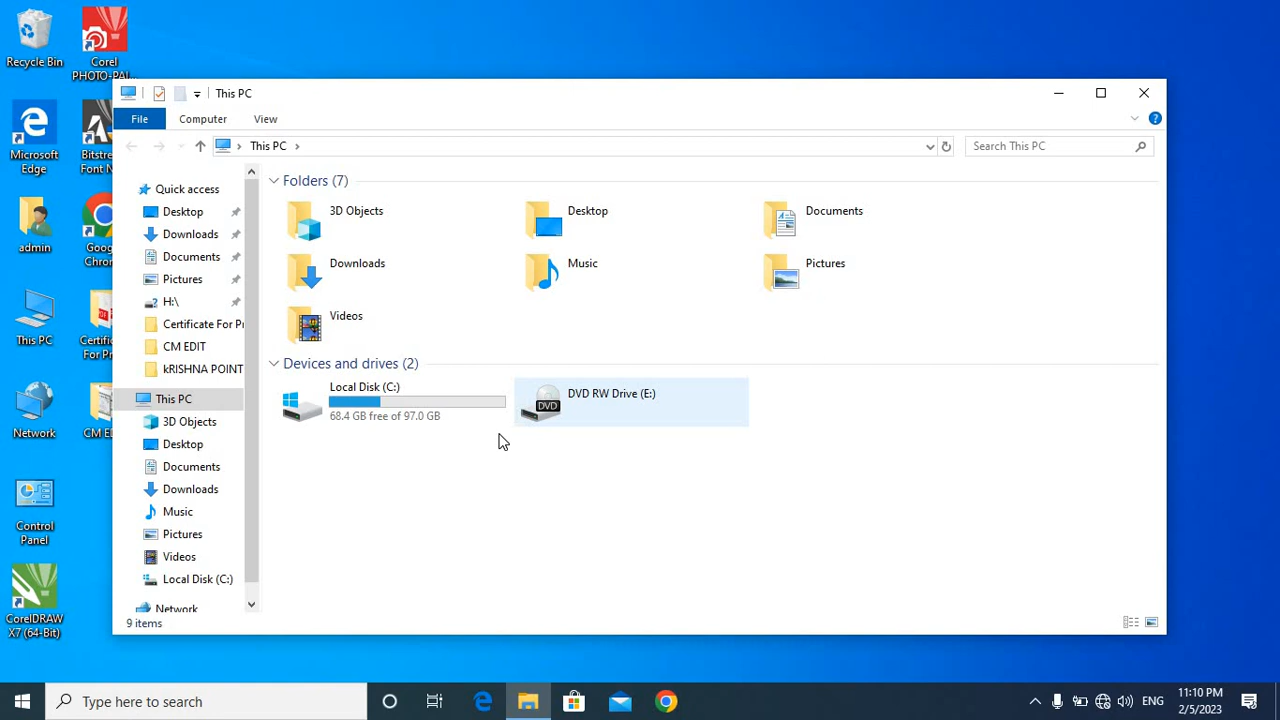 Recycle Bin
Corel
PHOTO-PAI...
Microsoft
Edge
Bitstre
Font N
admin
Goog
Chron
This PC
Certific
For Pr
Network
CM ED
Control
Panel
CorelDRAW
X7 (64-Bit)
This PC
File Computer View
This PC
Search This PC
Quick access
Desktop
Downloads
Documents
Pictures
H:\
Certificate For Pr
CM EDIT
kRISHNA POINT
This PC
3D Objects
Desktop
Documents
Downloads
Music
Pictures
Videos
Local Disk (C:)
Network
Folders (7)
3D Objects
Desktop
Documents
Downloads
Music
Pictures
Videos
Devices and drives (2)
Local Disk (C:)
68.4 GB free of 97.0 GB
DVD
DVD RW Drive (E:)
9 items
Type here to search
ENG
11:10 PM
2/5/2023